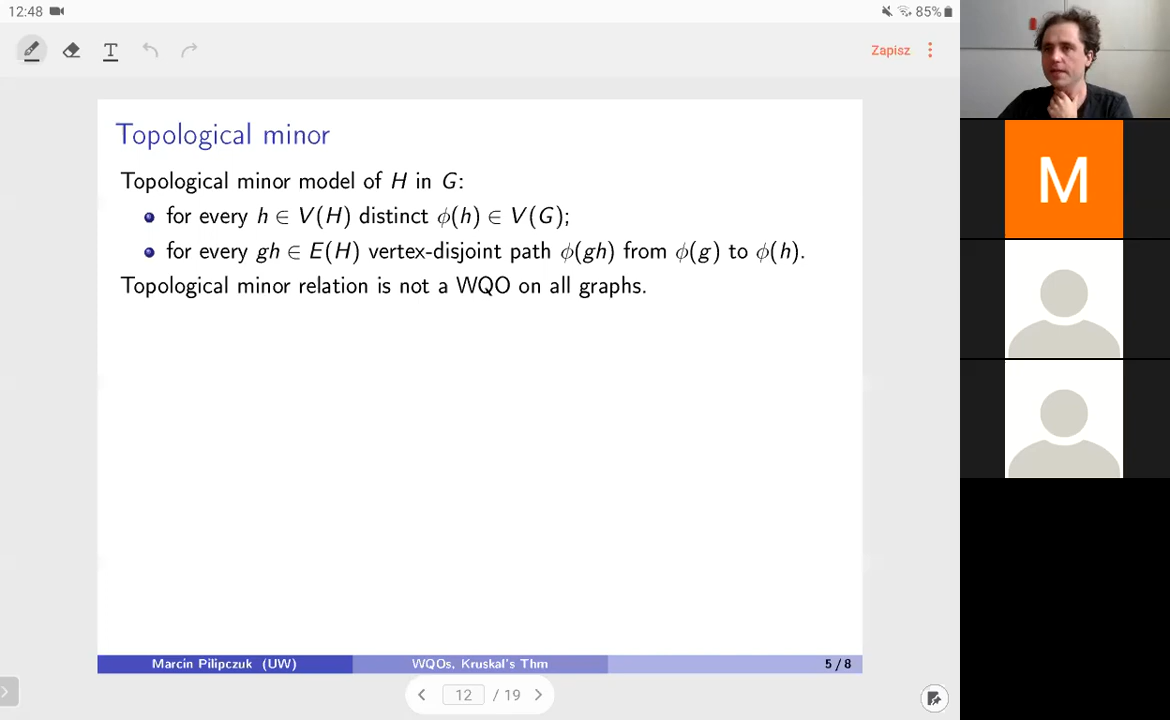 12:48
85%
T
Zapisz
Topological minor
Topological minor model of H in G:
for every h ∈ V(H) distinct ϕ(h) ∈ V(G);
for every gh ∈ E(H) vertex-disjoint path ϕ(gh) from ϕ(g) to ϕ(h).
Topological minor relation is not a WQO on all graphs.
M
Marcin Pilipczuk (UW)
WQOs, Kruskal's Thm
5 / 8
12 / 19